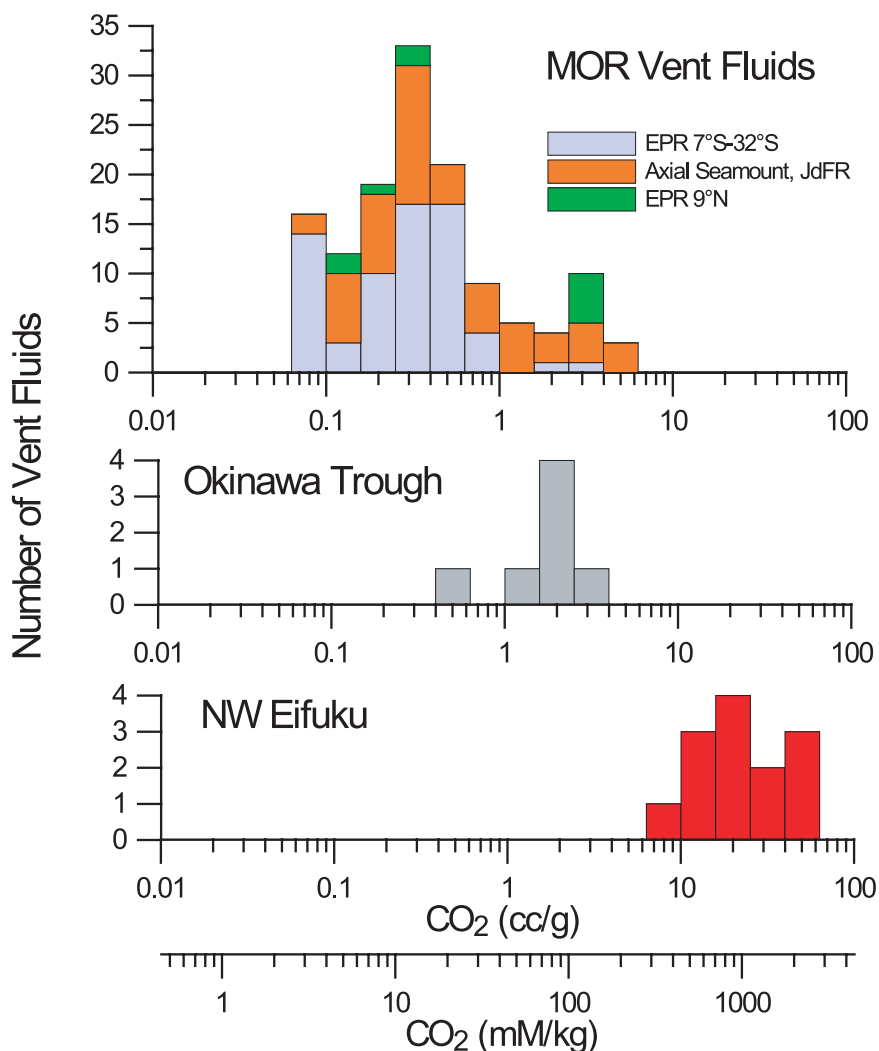 MOR Vent Fluids
EPR 7°S-32°S
Axial Seamount, JdFR
EPR 9°N
35
30
25
20
15
10
5
0
0.01 0.1 1 10 100
Number of Vent Fluids
Okinawa Trough
4
3
2
1
0
0.01 0.1 1 10 100
NW Eifuku
4
3
2
1
0
0.01 0.1 1 10 100
CO2 (cc/g)
1 10 100 1000
CO2 (mM/kg)